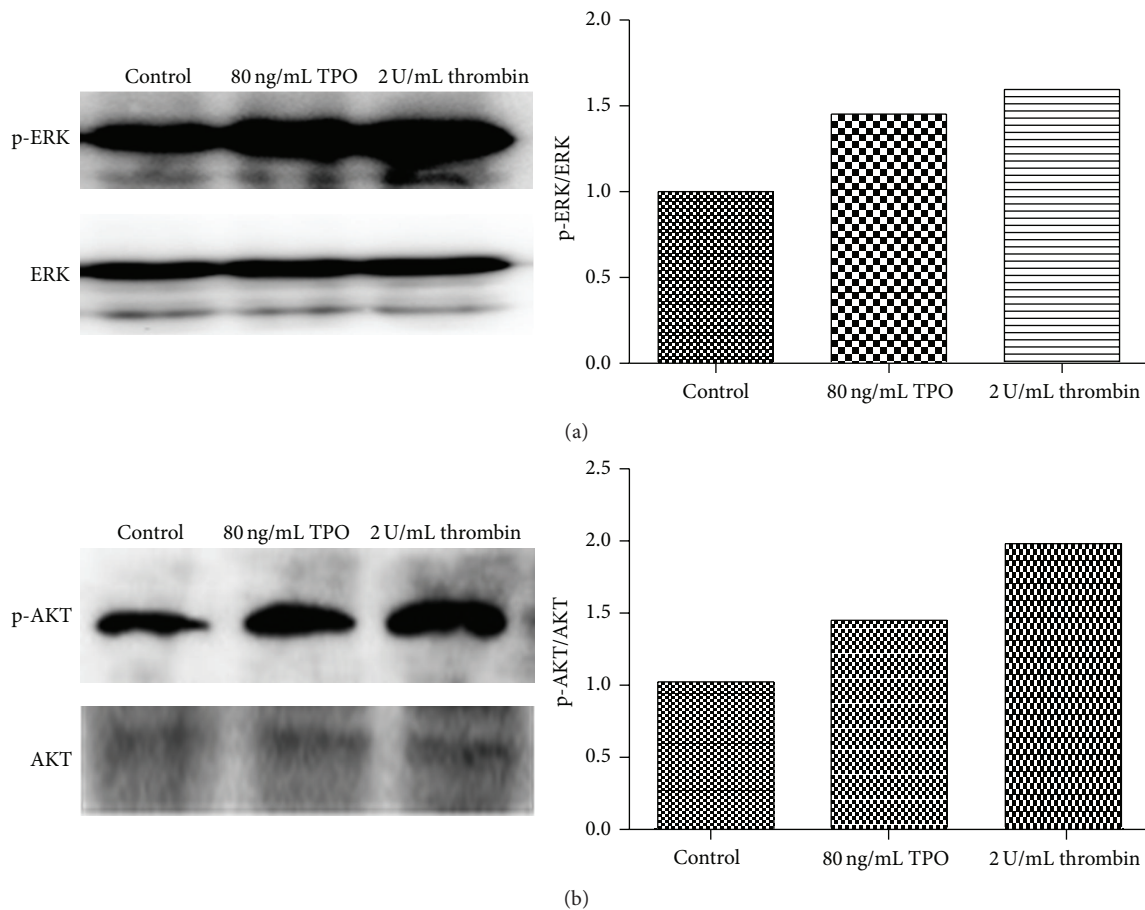 Control 80 ng/mL TPO 2 U/mL thrombin
p-ERK
ERK
p-ERK/ERK
2.0
1.5
1.0
0.5
0.0
Control 80 ng/mL TPO 2 U/mL thrombin
(a)
Control 80 ng/mL TPO 2 U/mL thrombin
p-AKT
AKT
p-AKT/AKT
2.5
2.0
1.5
1.0
0.5
0.0
Control 80 ng/mL TPO 2 U/mL thrombin
(b)